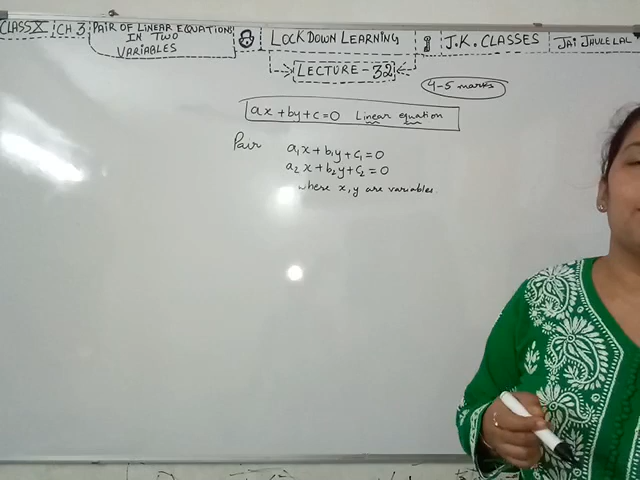 CLASS X CH 3 PAIR OF LINEAR EQUATIONS IN TWO VARIABLES LOCKDOWN LEARNING J.K. CLASSES JAI JHULELAL
LECTURE - 32
4-5 marks
ax + by + c = 0 Linear equation
Pair a₁x + b₁y + c₁ = 0
a₂x + b₂y + c₂ = 0
where x, y are variables.